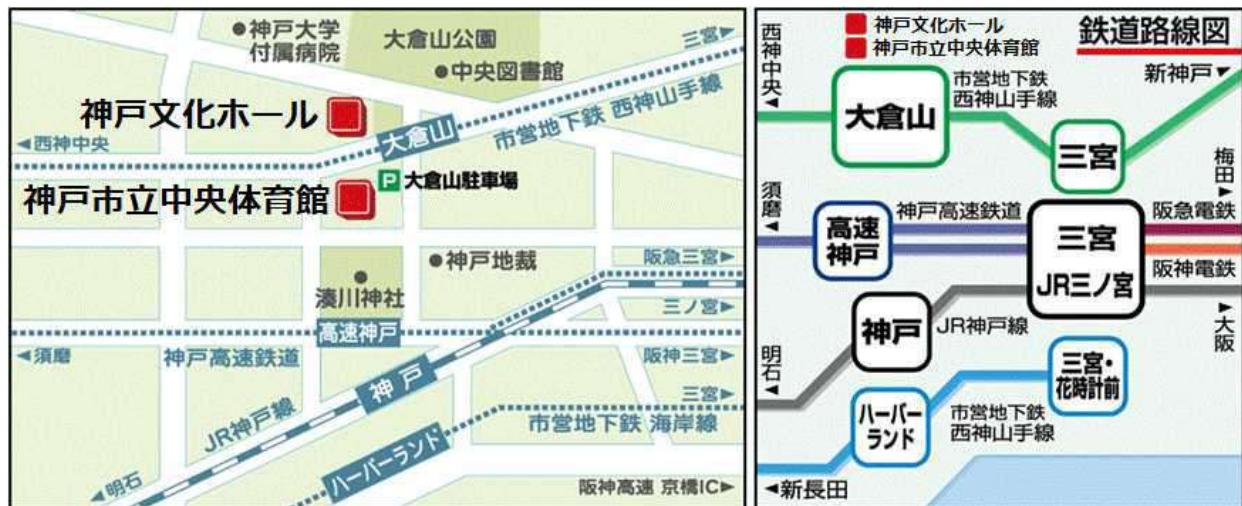 神戸大学
付属病院
大倉山公園
中央図書館
三宮▶
神戸文化ホール
大倉山
市営地下鉄 西神山手線
◀西神中央
神戸市立中央体育館
P 大倉山駐車場
神戸地裁
阪急三宮▶
湊川神社
三ノ宮▶
高速神戸
◀須磨
神戸高速鉄道
阪神三宮▶
神戸
三宮▶
JR神戸線
市営地下鉄 海岸線
ハーバーランド
◀明石
阪神高速 京橋IC▶
神戸文化ホール
神戸市立中央体育館
鉄道路線図
西神中央
◀
市営地下鉄
西神山手線
新神戸▶
大倉山
三宮
梅田
▶
須磨
◀
神戸高速鉄道
阪急電鉄
高速
神戸
三宮
JR三ノ宮
阪神電鉄
神戸
JR神戸線
▶
大阪
明石
◀
三宮・
花時計前
ハーバー
ランド
市営地下鉄
西神山手線
◀新長田